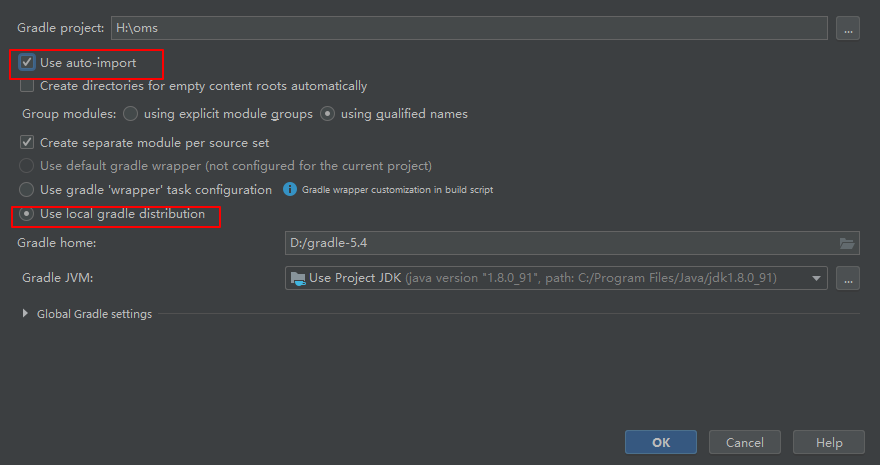 Gradle project: H:\oms ...
Use auto-import
Create directories for empty content roots automatically
Group modules: using explicit module groups using qualified names
Create separate module per source set
Use default gradle wrapper (not configured for the current project)
Use gradle 'wrapper' task configuration Gradle wrapper customization in build script
Use local gradle distribution
Gradle home: D:/gradle-5.4
Gradle JVM: Use Project JDK (java version "1.8.0_91", path: C:/Program Files/Java/jdk1.8.0_91) ...
Global Gradle settings
OK Cancel Help